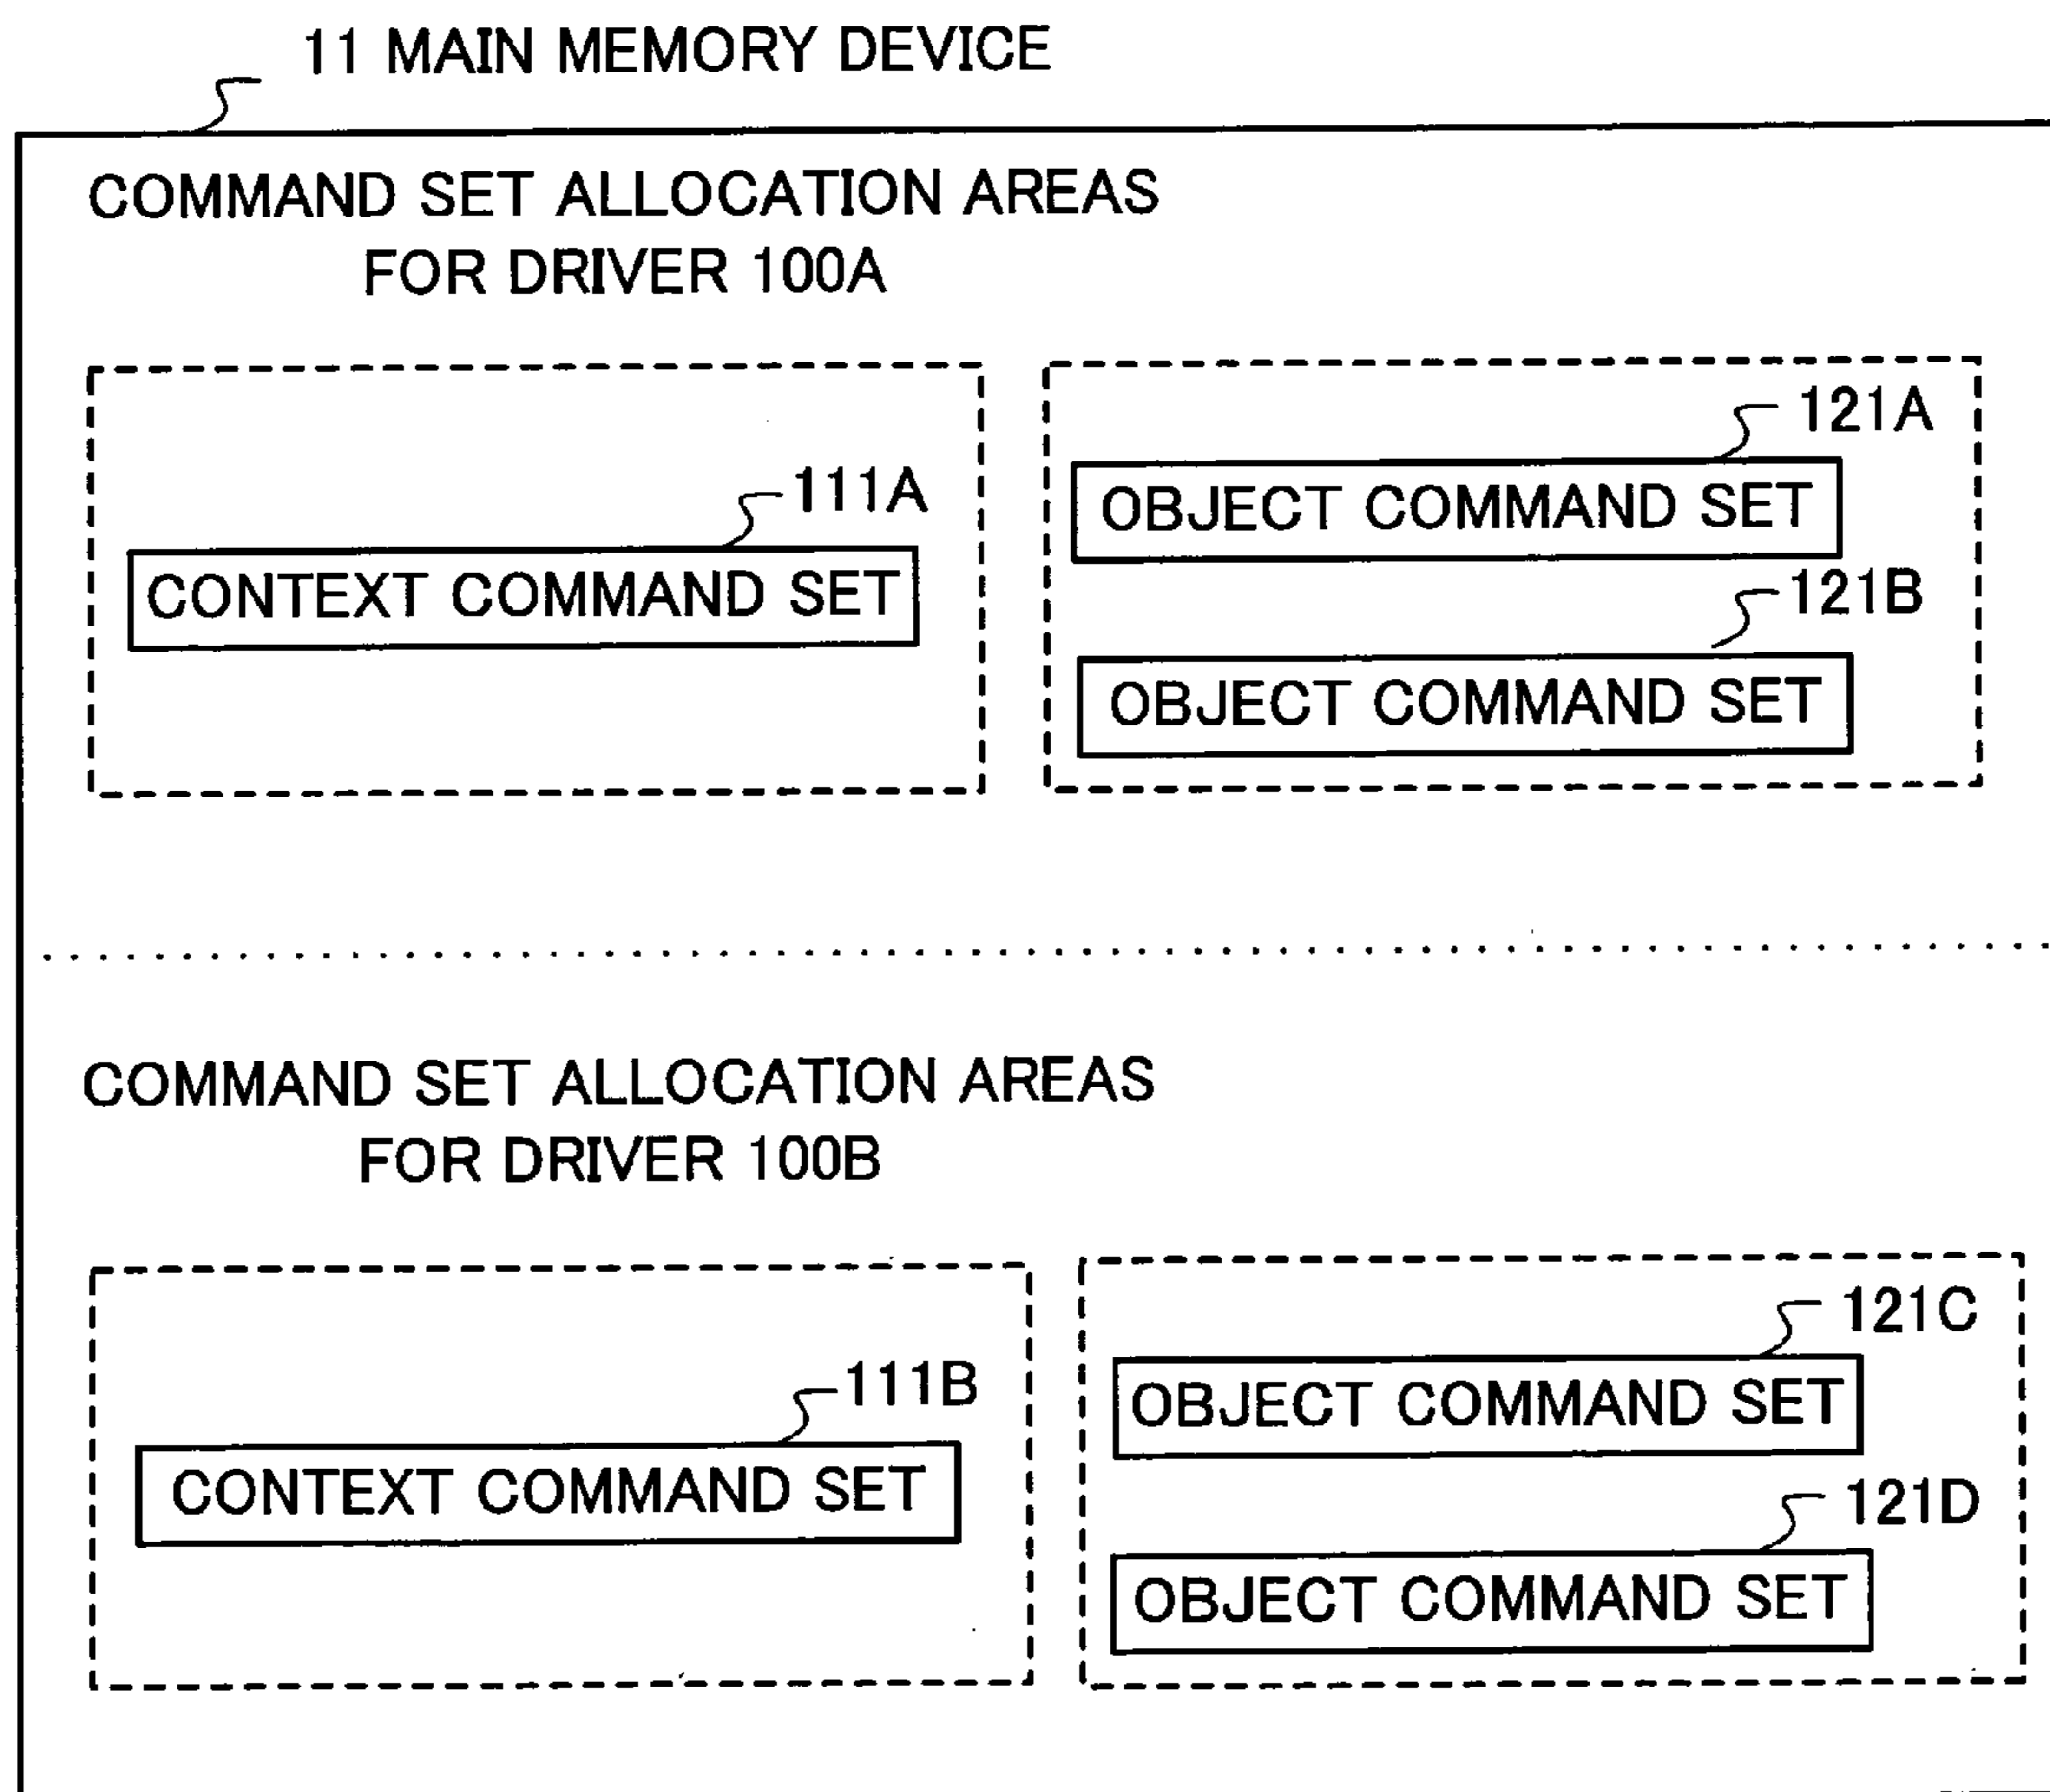 11 MAIN MEMORY DEVICE
COMMAND SET ALLOCATION AREAS
FOR DRIVER 100A
111A
CONTEXT COMMAND SET
121A
OBJECT COMMAND SET
121B
OBJECT COMMAND SET
COMMAND SET ALLOCATION AREAS
FOR DRIVER 100B
111B
CONTEXT COMMAND SET
121C
OBJECT COMMAND SET
121D
OBJECT COMMAND SET